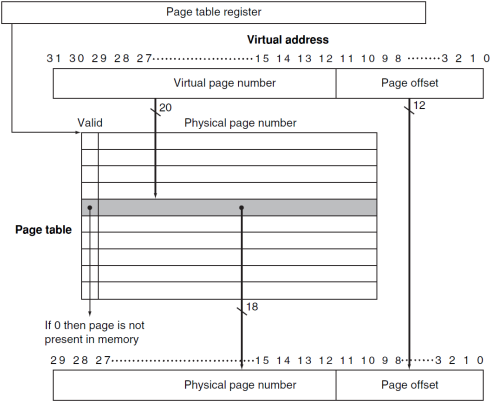 Page table register
Virtual address
31 30 29 28 27·················15 14 13 12 11 10 9 8 ········3 2 1 0
Virtual page number Page offset
20 12
Valid Physical page number
Page table
18
If 0 then page is not
present in memory
29 28 27·························15 14 13 12 11 10 9 8········3 2 1 0
Physical page number Page offset